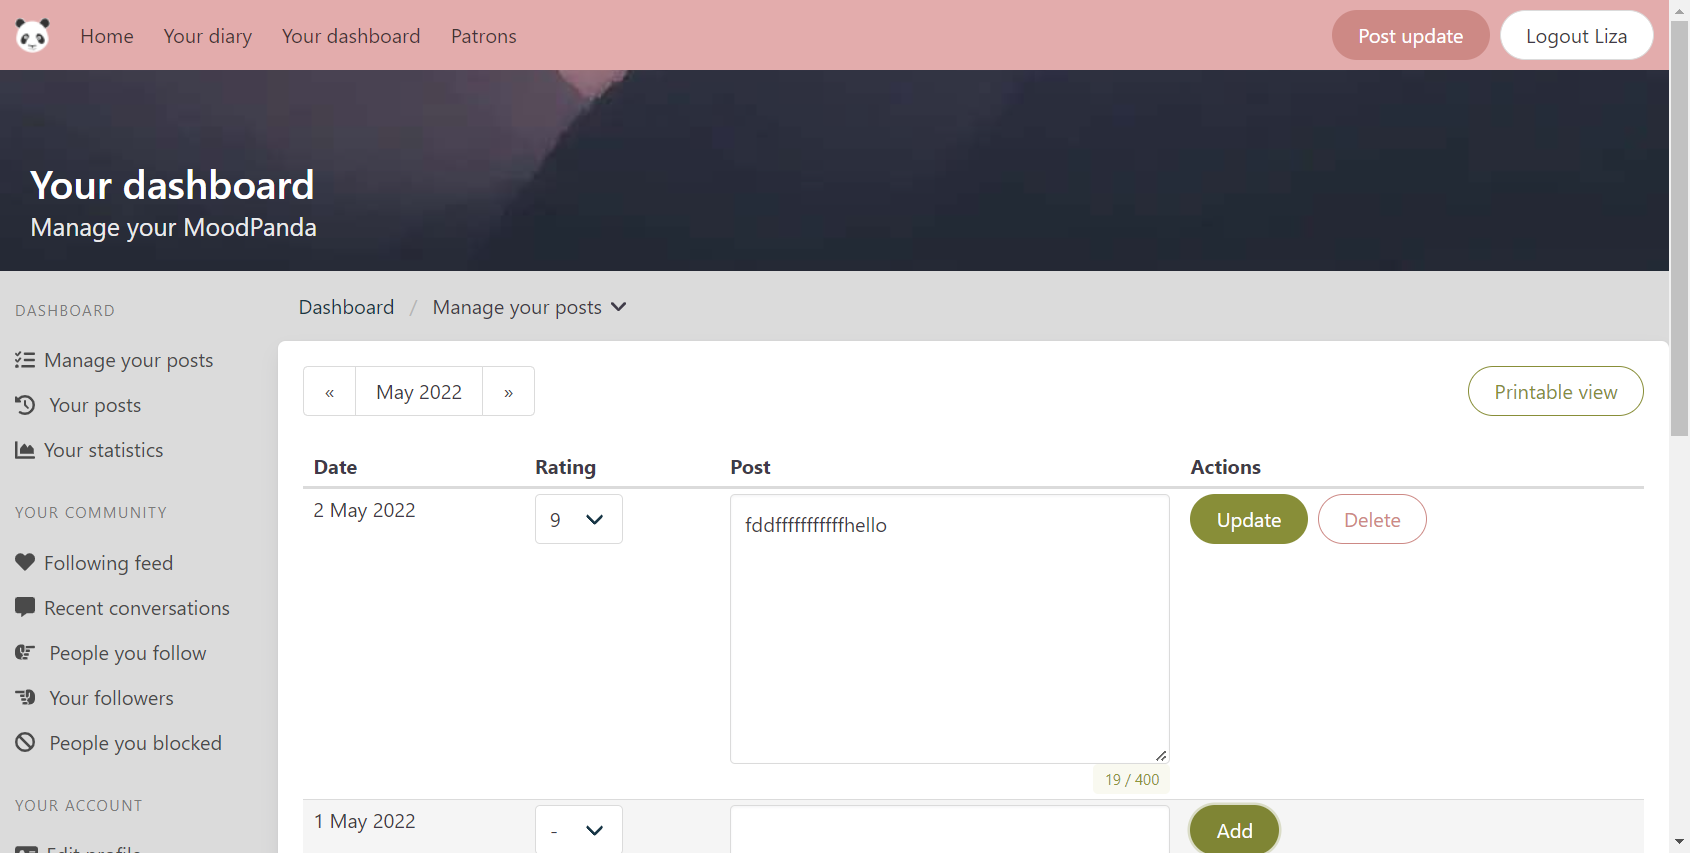 Home Your diary Your dashboard Patrons Post update Logout Liza
Your dashboard
Manage your MoodPanda
DASHBOARD
Manage your posts
Your posts
Your statistics
YOUR COMMUNITY
Following feed
Recent conversations
People you follow
Your followers
People you blocked
YOUR ACCOUNT
Edit profile
Dashboard / Manage your posts
« May 2022 » Printable view
Date Rating Post Actions
2 May 2022 9 fddfffffffffffhello Update Delete
19 / 400
1 May 2022 - Add